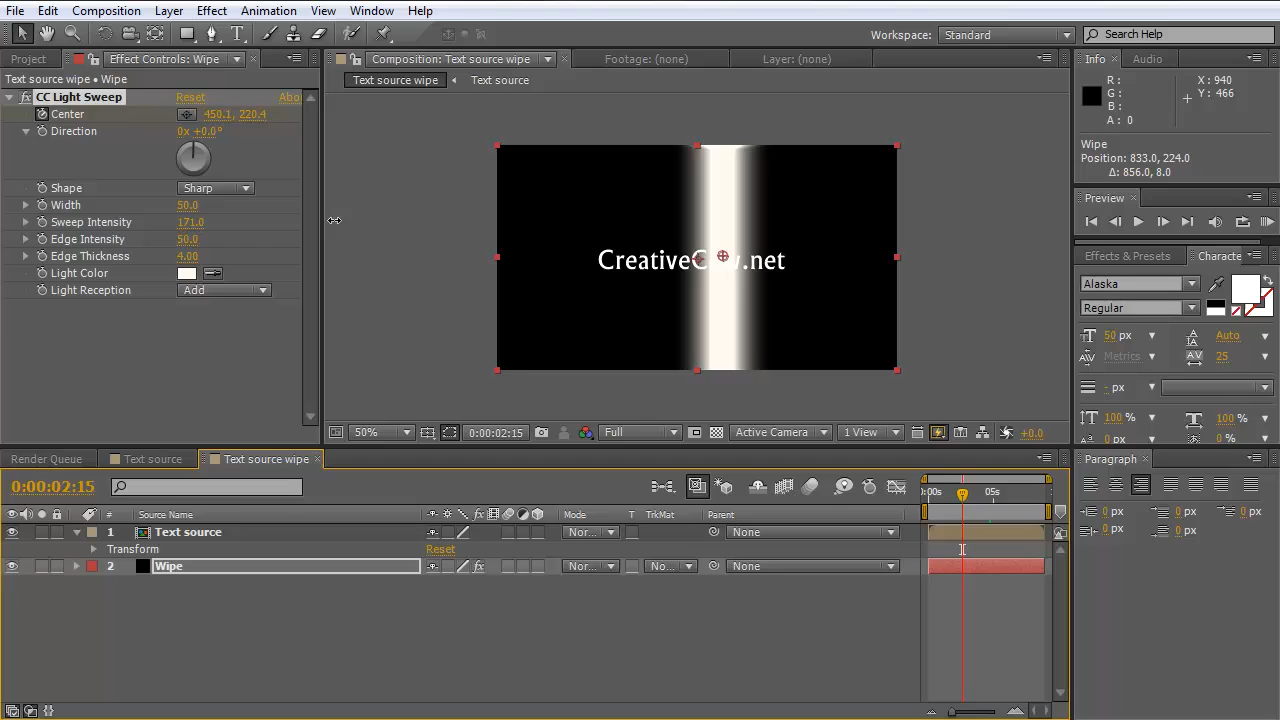 File Edit Composition Layer Effect Animation View Window Help
Workspace: Standard Search Help
Project Effect Controls: Wipe
Composition: Text source wipe Footage: (none) Layer: (none)
Info Audio
Text source wipe • Wipe
Text source wipe Text source
CC Light Sweep Reset Abo
Center 450.1, 220.4
Direction 0x +0.0°
Shape Sharp
Width 50.0
Sweep Intensity 171.0
Edge Intensity 50.0
Edge Thickness 4.00
Light Color
Light Reception Add
CreativeCow.net
R: X: 940
G: Y: 466
B:
A: 0
Wipe
Position: 833.0, 224.0
Δ: 856.0, 8.0
Preview
Effects & Presets Characte
Alaska
Regular
50 px Auto
Metrics 25
- px
100 % 100 %
0 px 0 %
50% 0:00:02:15 Full Active Camera 1 View +0.0
Render Queue Text source Text source wipe
Paragraph
0:00:02:15
0:00s 05s
# Source Name Mode T TrkMat Parent
1 Text source Nor... None
Transform Reset
2 Wipe Nor... No... None
0 px 0 px 0 px
0 px 0 px